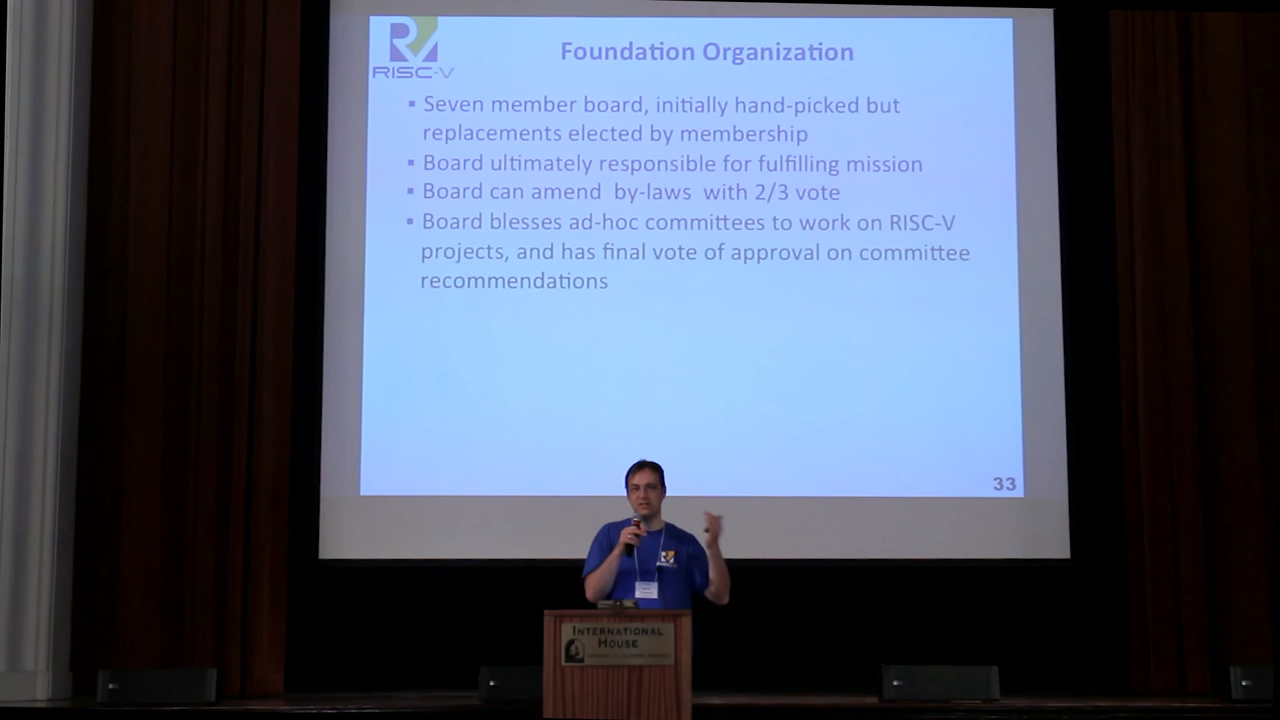 RISC-V
Foundation Organization
▪ Seven member board, initially hand-picked but
replacements elected by membership
▪ Board ultimately responsible for fulfilling mission
▪ Board can amend by-laws with 2/3 vote
▪ Board blesses ad-hoc committees to work on RISC-V
projects, and has final vote of approval on committee
recommendations
33
INTERNATIONAL
HOUSE